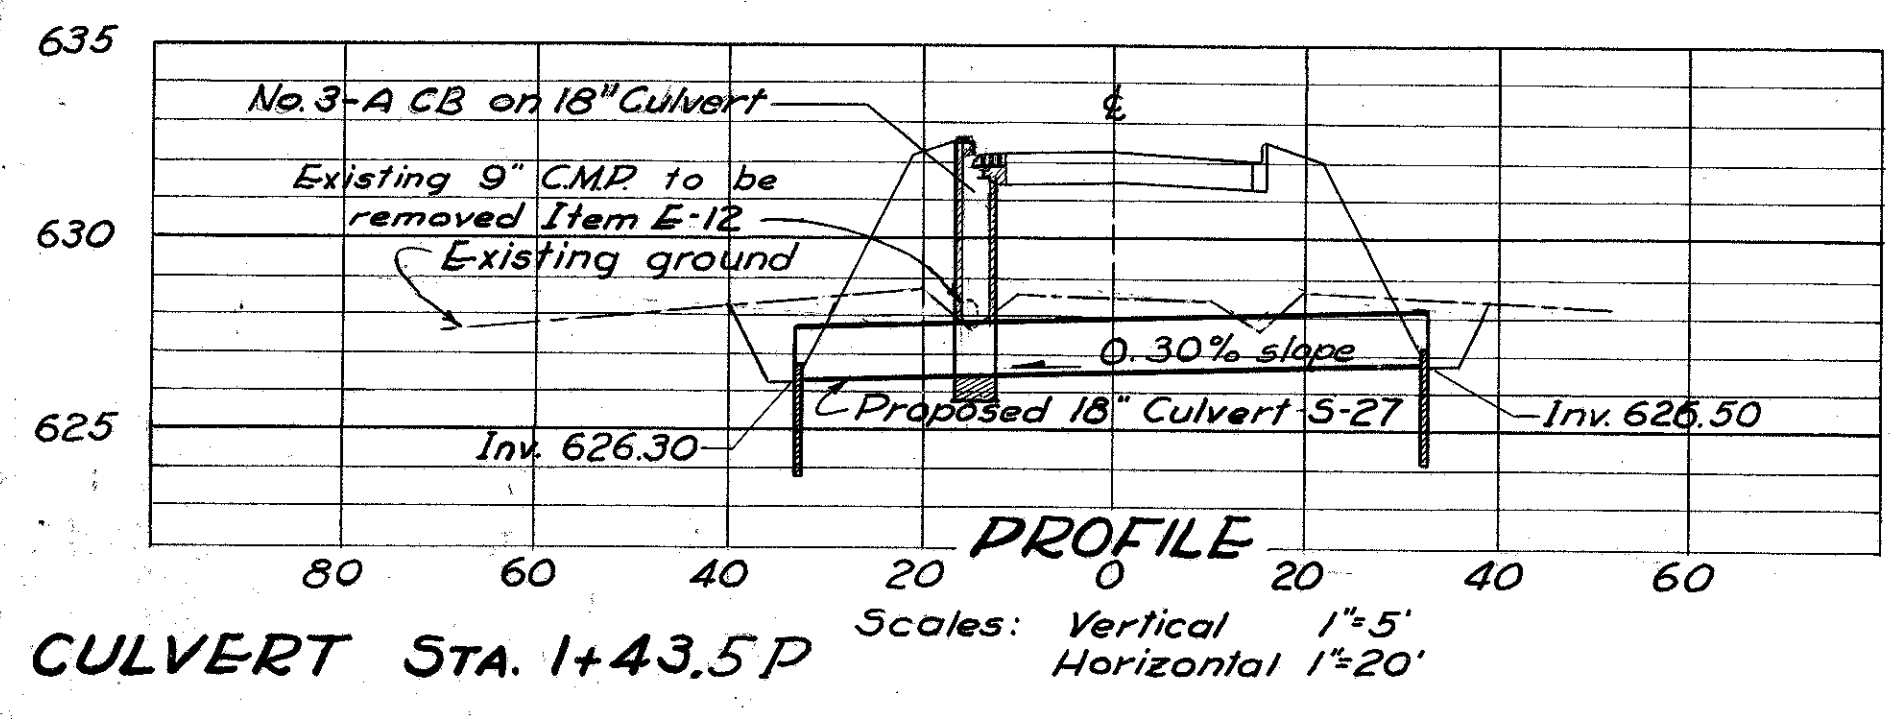 635
No. 3-A CB on 18" Culvert
℄
Existing 9" C.M.P. to be
removed Item E-12
630
Existing ground
0.30% slope
Proposed 18" Culvert S-27
625
Inv. 626.30
Inv. 626.50
PROFILE
80 60 40 20 0 20 40 60
Scales: Vertical 1"=5'
Horizontal 1"=20'
CULVERT STA. 1+43.5 P